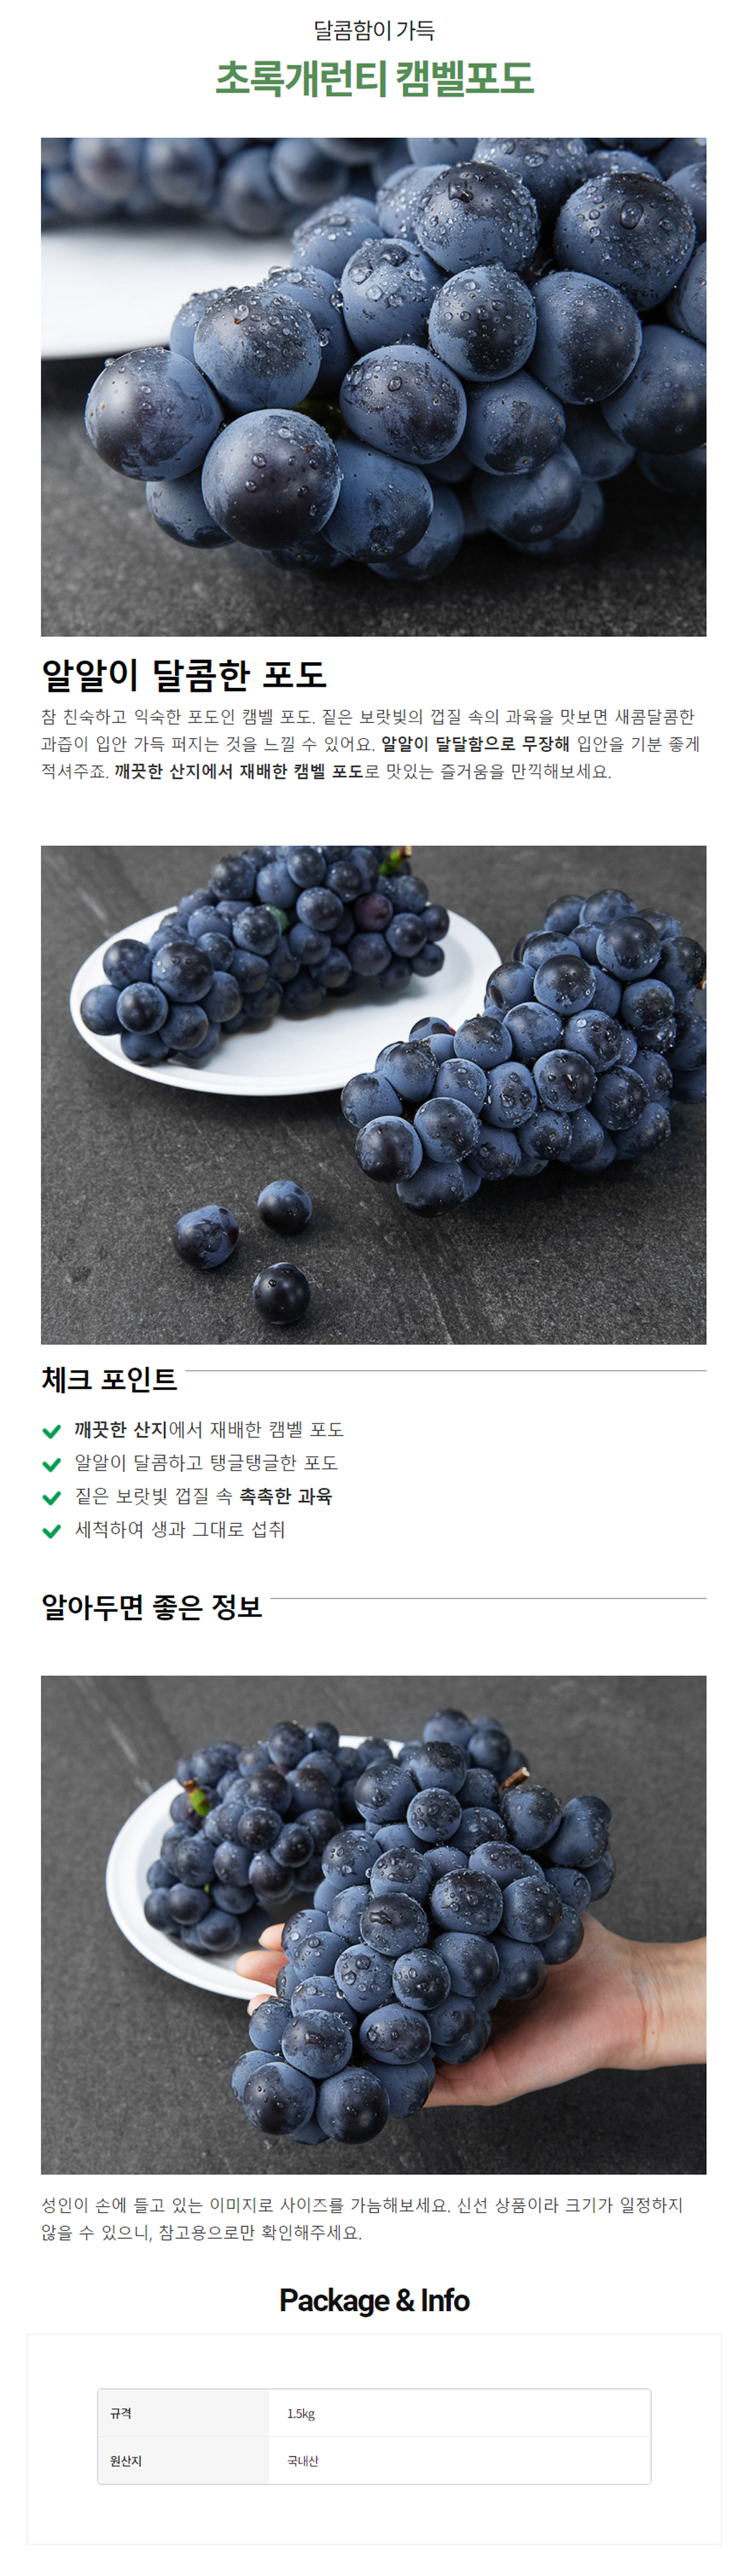 달콤함이 가득
초록개런티 캠벨포도
알알이 달콤한 포도
참 친숙하고 익숙한 포도인 캠벨 포도. 짙은 보랏빛의 껍질 속의 과육을 맛보면 새콤달콤한
과즙이 입안 가득 퍼지는 것을 느낄 수 있어요. 알알이 달달함으로 무장해 입안을 기분 좋게
적셔주죠. 깨끗한 산지에서 재배한 캠벨 포도로 맛있는 즐거움을 만끽해보세요.
체크 포인트
깨끗한 산지에서 재배한 캠벨 포도
알알이 달콤하고 탱글탱글한 포도
짙은 보랏빛 껍질 속 촉촉한 과육
세척하여 생과 그대로 섭취
알아두면 좋은 정보
성인이 손에 들고 있는 이미지로 사이즈를 가늠해보세요. 신선 상품이라 크기가 일정하지
않을 수 있으니, 참고용으로만 확인해주세요.
Package & Info
규격 1.5kg
원산지 국내산